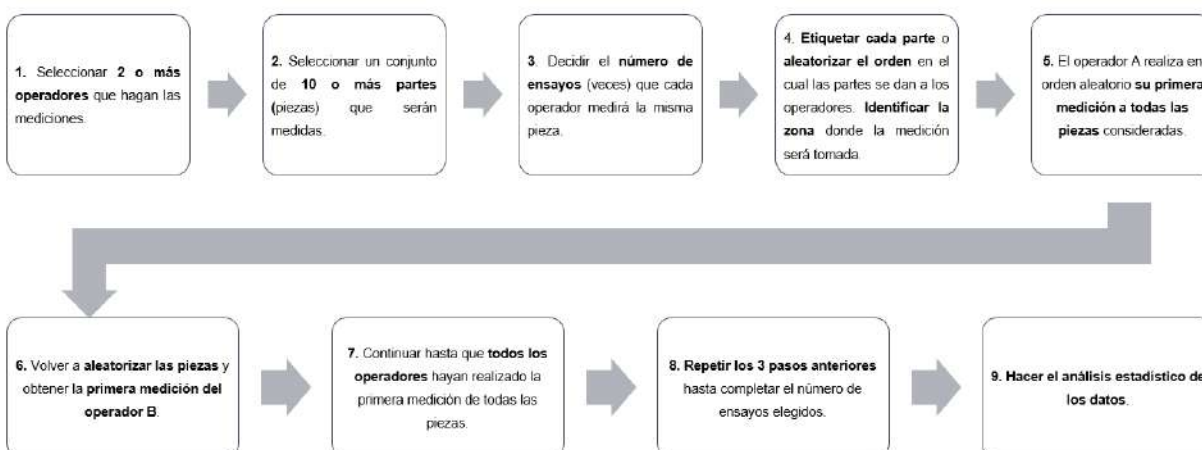 1. Seleccionar 2 o más
operadores que hagan las
mediciones.
2. Seleccionar un conjunto
de 10 o más partes
(piezas) que serán
medidas.
3. Decidir el número de
ensayos (veces) que cada
operador medirá la misma
pieza.
4. Etiquetar cada parte o
aleatorizar el orden en el
cual las partes se dan a los
operadores. Identificar la
zona donde la medición
será tomada.
5. El operador A realiza en
orden aleatorio su primera
medición a todas las
piezas consideradas.
6. Volver a aleatorizar las piezas y
obtener la primera medición del
operador B.
7. Continuar hasta que todos los
operadores hayan realizado la
primera medición de todas las
piezas.
8. Repetir los 3 pasos anteriores
hasta completar el número de
ensayos elegidos.
9. Hacer el análisis estadístico de
los datos.